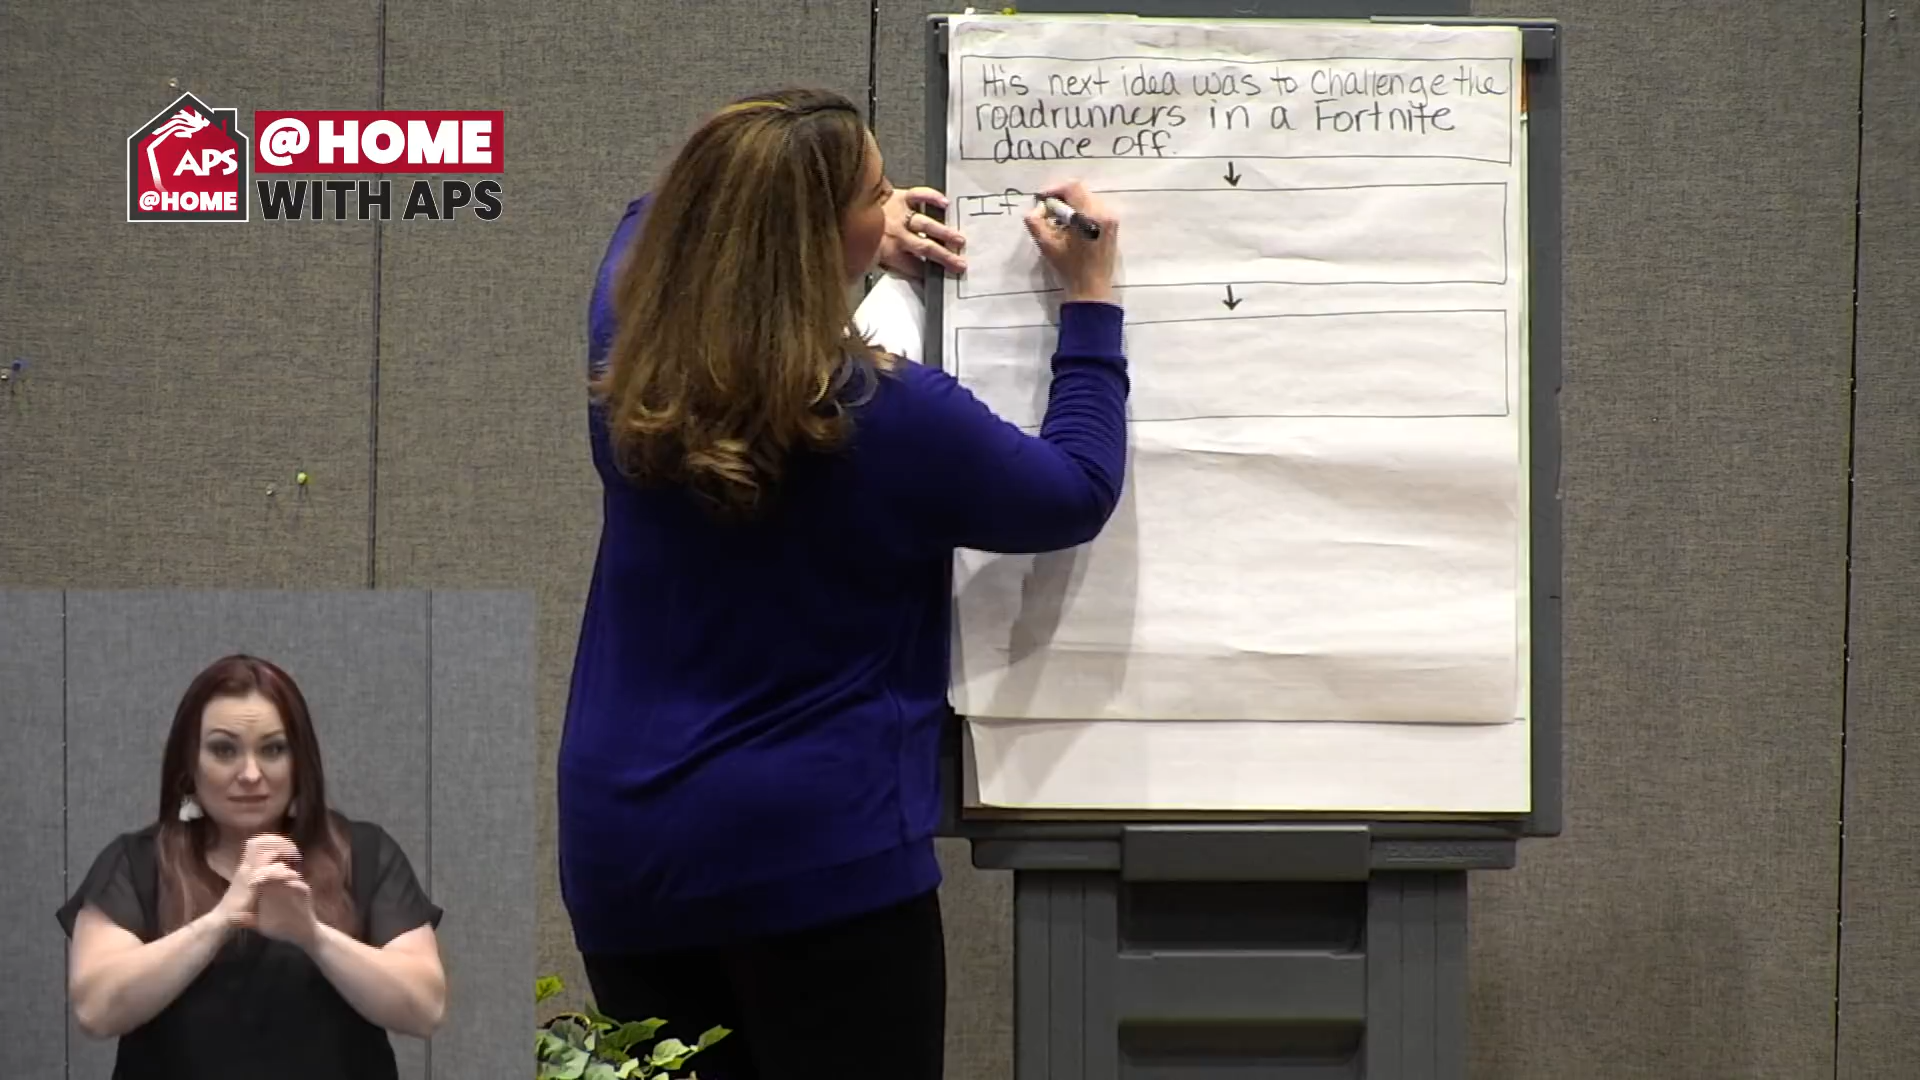 APS
@HOME
@HOME
WITH APS
His next idea was to challenge the
roadrunners in a Fortnite
dance off.
If